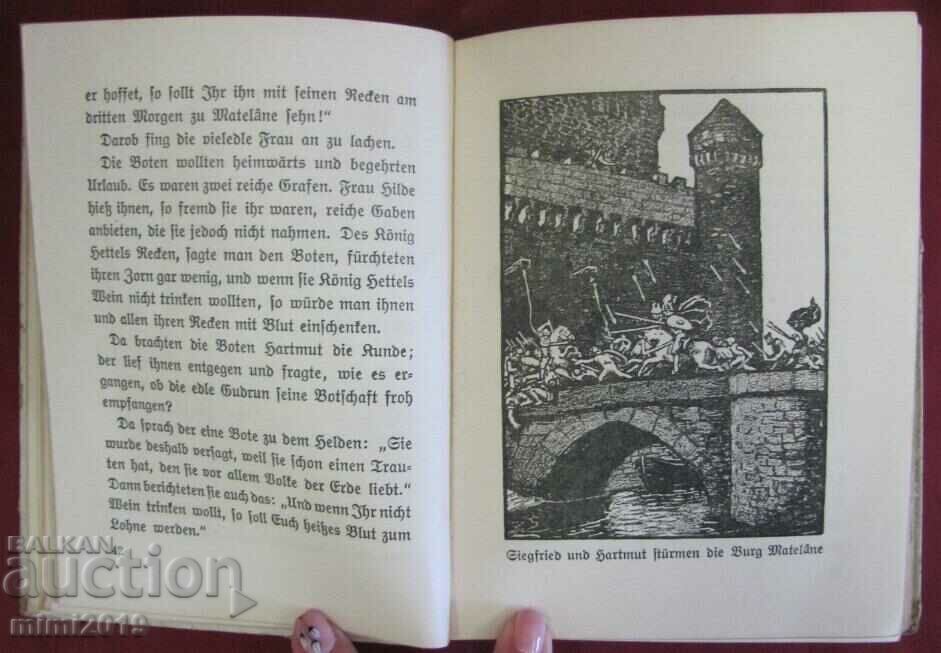 er hoffet, so sollt Ihr ihn mit seinen Recken am
dritten Morgen zu Matelâne sehn!"
Darob fing die vieledle Frau an zu lachen.
Die Boten wollten heimwärts und begehrten
Urlaub. Es waren zwei reiche Grafen. Frau Hilde
hieß ihnen, so fremd sie ihr waren, reiche Gaben
anbieten, die sie jedoch nicht nahmen. Des König
Hettels Recken, sagte man den Boten, fürchteten
ihren Zorn gar wenig, und wenn sie König Hettels
Wein nicht trinken wollten, so würde man ihnen
und allen ihren Recken mit Blut einschenken.
Da brachten die Boten Hartmut die Kunde;
der lief ihnen entgegen und fragte, wie es er-
gangen, ob die edle Gudrun seine Botschaft froh
empfangen?
Da sprach der eine Bote zu dem Helden: „Sie
wurde deshalb versagt, weil sie schon einen Trau-
ten hat, den sie vor allem Volke der Erde liebt."
Dann berichteten sie auch das: „Und wenn Ihr nicht
Wein trinken wollt, so soll Euch heißes Blut zum
Lohne werden."
42
Siegfried und Hartmut stürmen die Burg Matelâne
BALKAN
auction
mimi2019